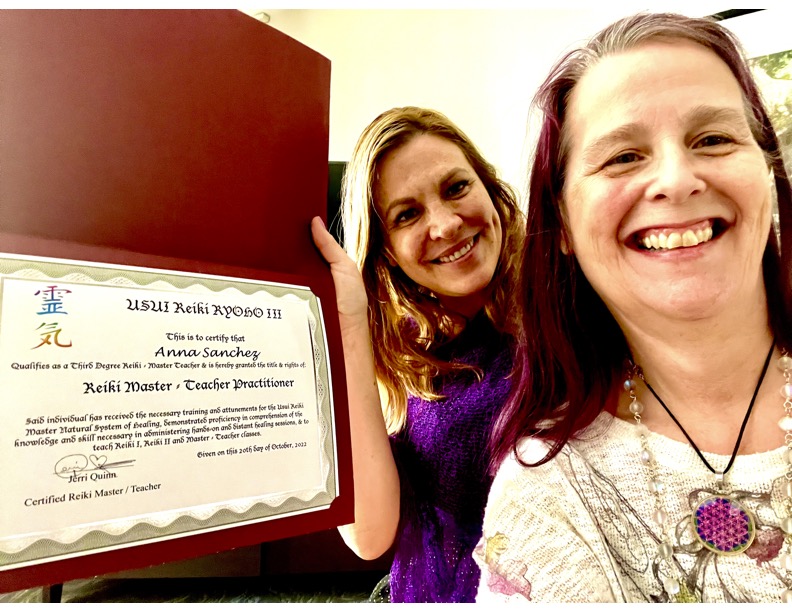 靈
氣
USUI Reiki RYOHO III
This is to certify that
Anna Sanchez
Qualifies as a Third Degree Reiki - Master Teacher & is hereby granted the title & rights of:
Reiki Master - Teacher Practitioner
Said individual has received the necessary training and attunements for the Usui Reiki
Master Natural System of Healing, demonstrated proficiency in comprehension of the
knowledge and skill necessary in administering hands-on and distant healing sessions, & to
teach Reiki I, Reiki II and Master - Teacher classes.
Given on this 20th day of October, 2022
Jerri Quinn
Certified Reiki Master / Teacher